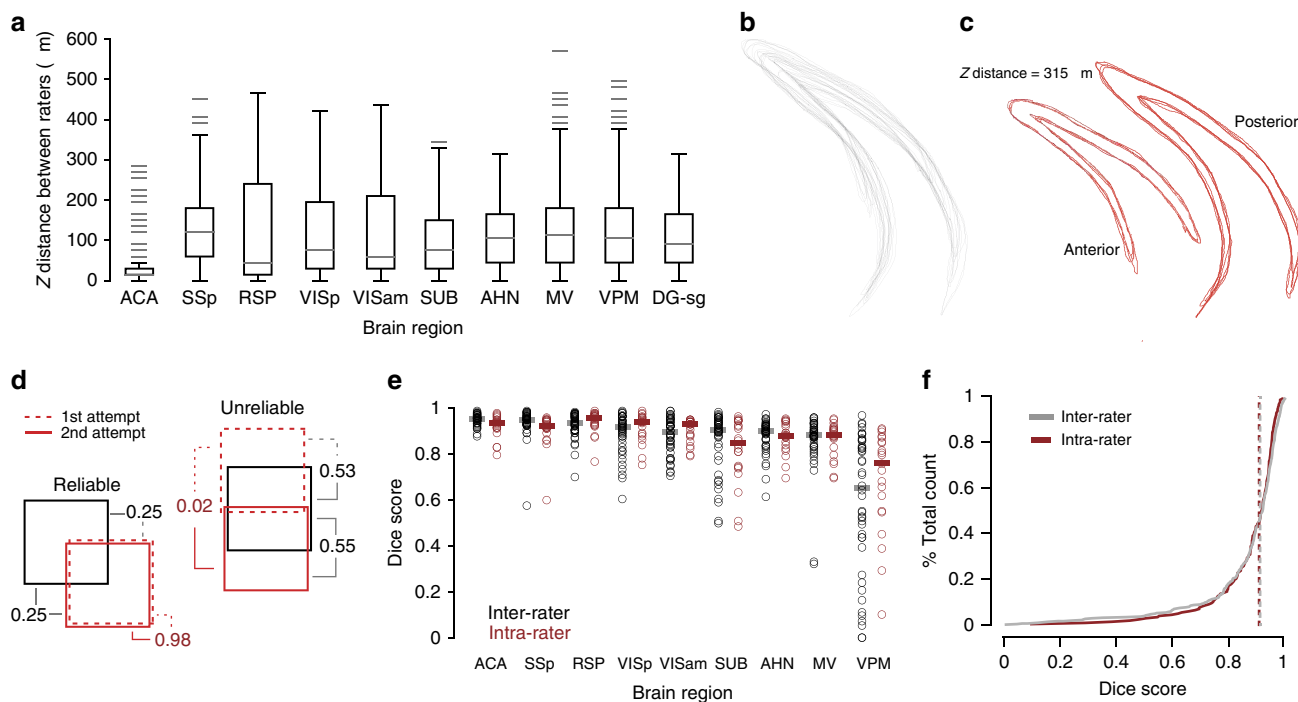 a
Z distance between raters ( m)
600
500
400
300
200
100
0
ACA SSp RSP VISp VISam SUB AHN MV VPM DG-sg
Brain region
b
c
Z distance = 315 m
Posterior
Anterior
d
1st attempt
2nd attempt
Unreliable
Reliable
0.53
0.02
0.25
0.55
0.25
0.98
e
Dice score
1
0.8
0.6
0.4
0.2
0
Inter-rater
Intra-rater
ACA SSp RSP VISp VISam SUB AHN MV VPM
Brain region
f
% Total count
1
0.8
0.6
0.4
0.2
0
Inter-rater
Intra-rater
0 0.2 0.4 0.6 0.8 1
Dice score